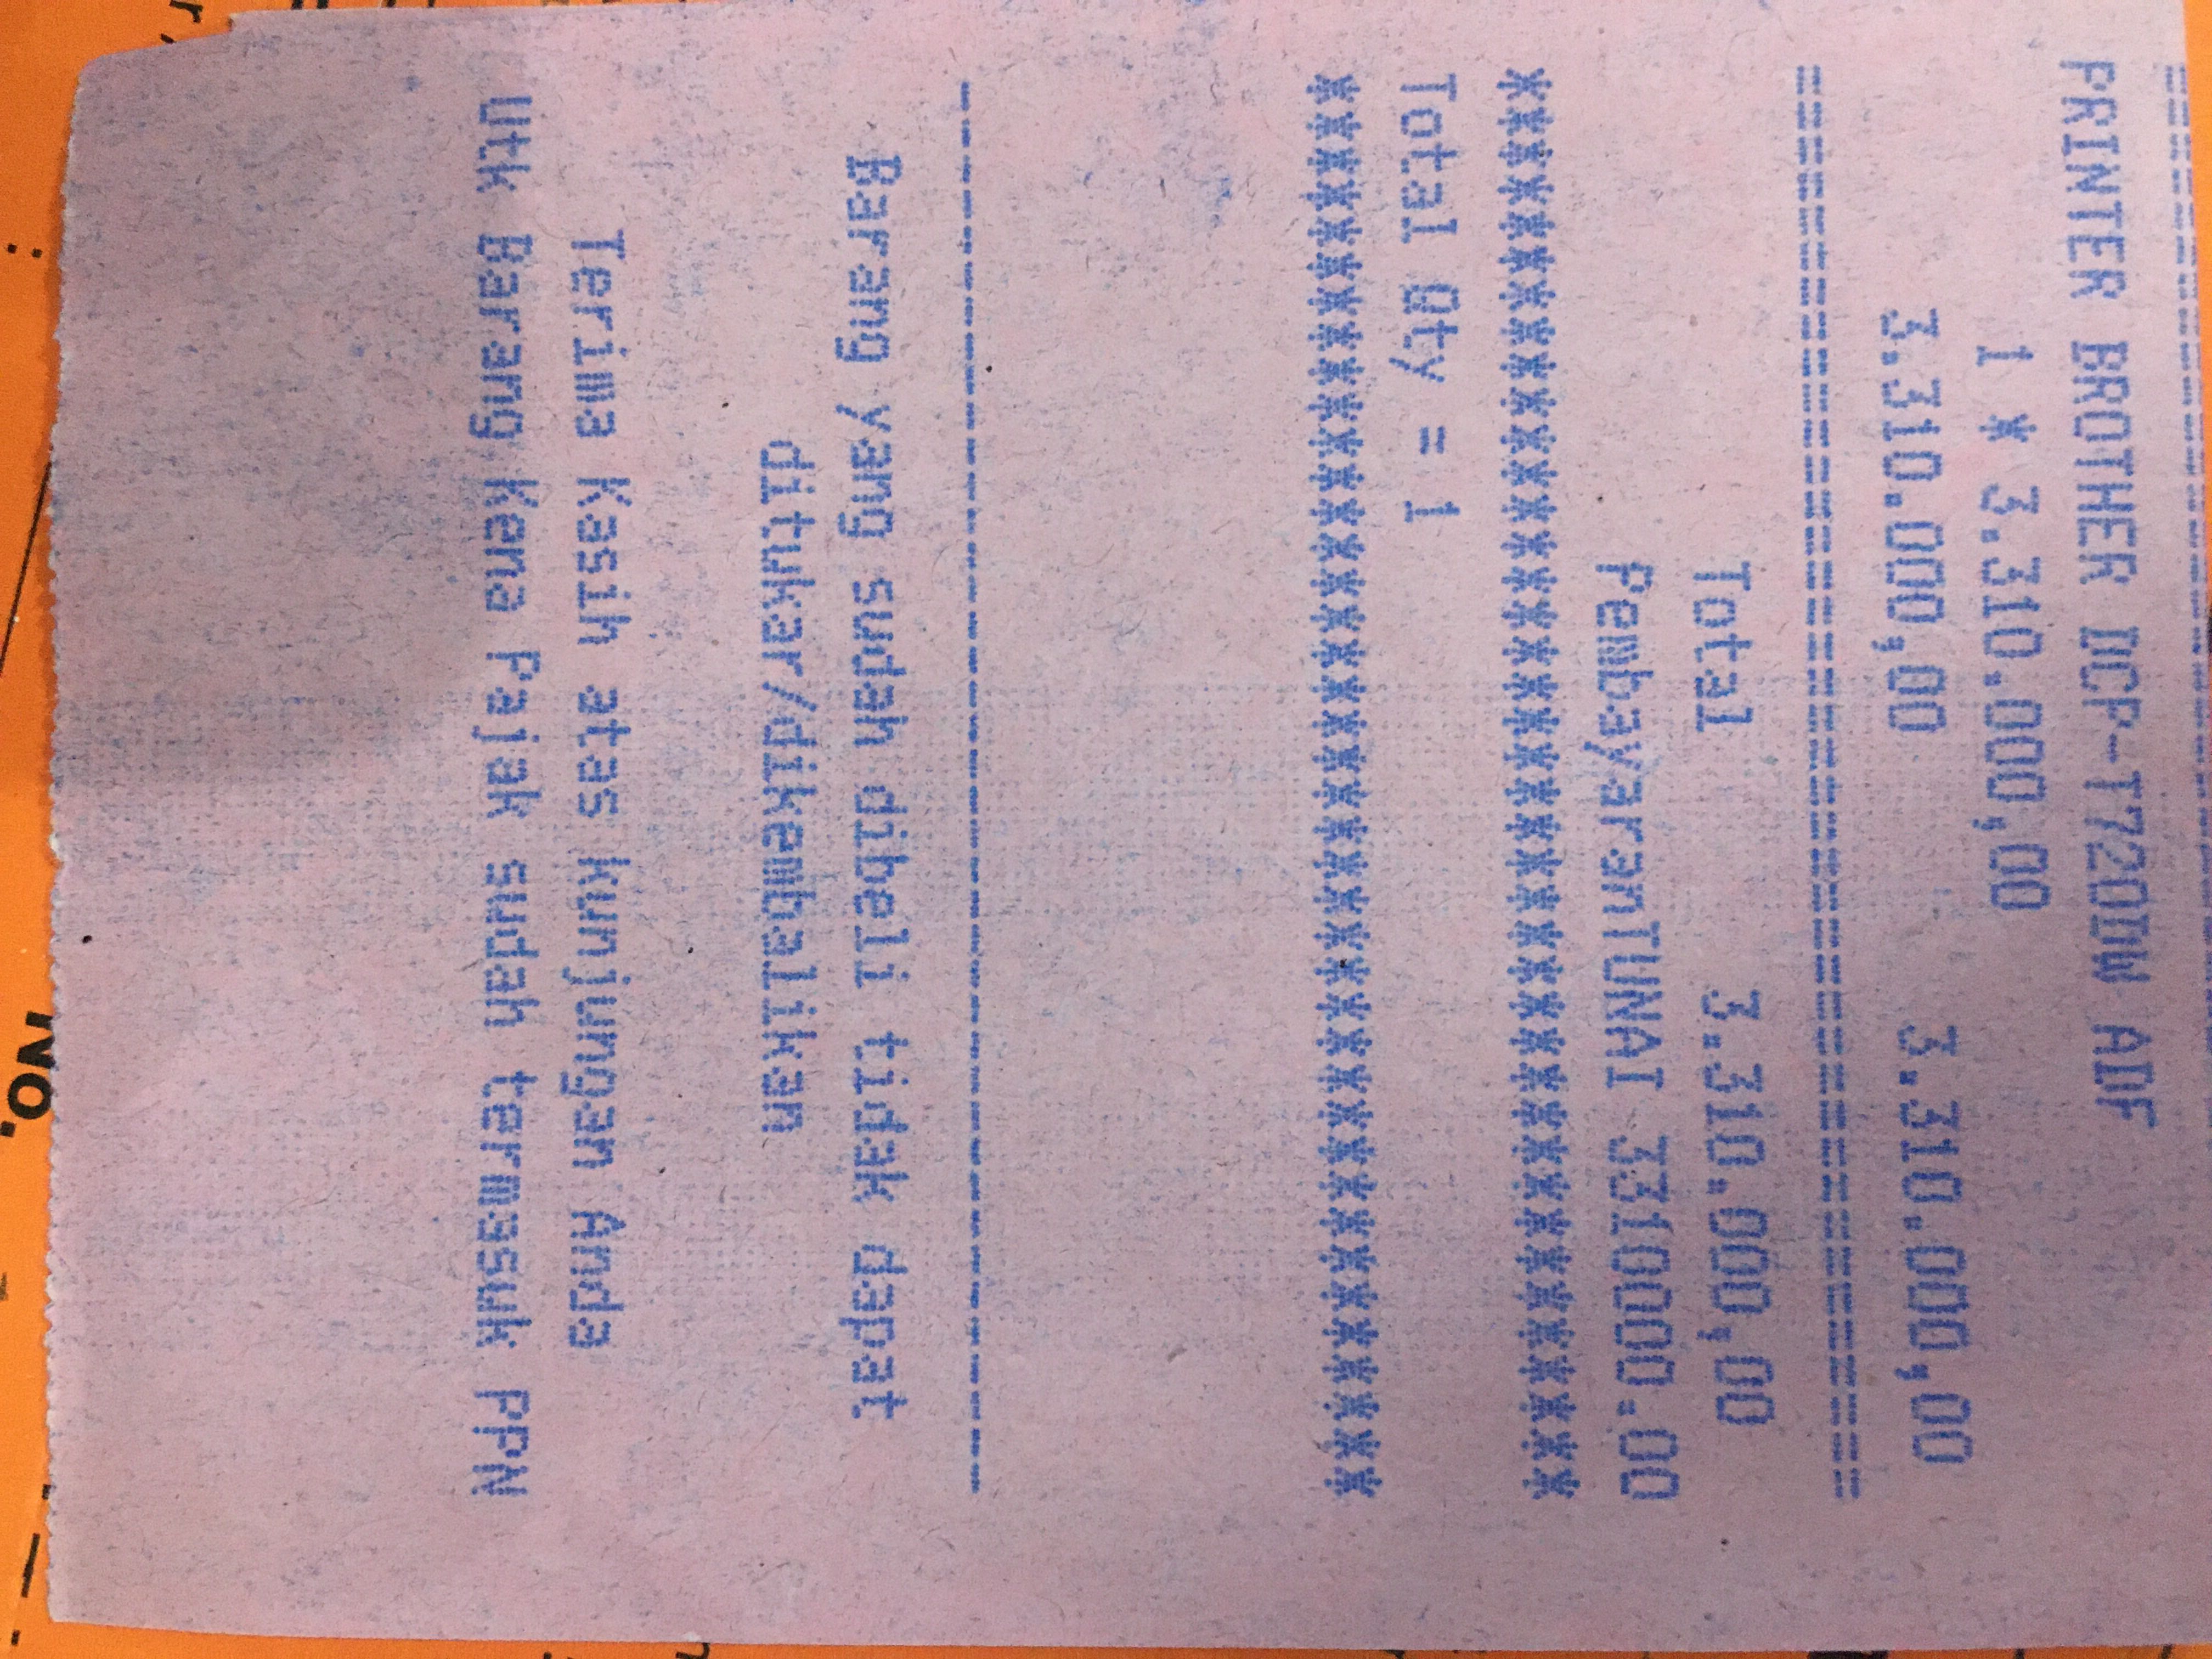 ================================
PRINTER BROTHER DCP-T720DW ADF
1 * 3.310.000,00
3.310.000,00 3.310.000,00
================================
Total 3.310.000,00
PembayaranTUNAI 3310000.00
**********************************
Total Qty = 1
**********************************
----------------------------------
Barang yang sudah dibeli tidak dapat
ditukar/dikembalikan
Terima Kasih atas kunjungan Anda
Utk Barang Kena Pajak sudah termasuk PPN
No.